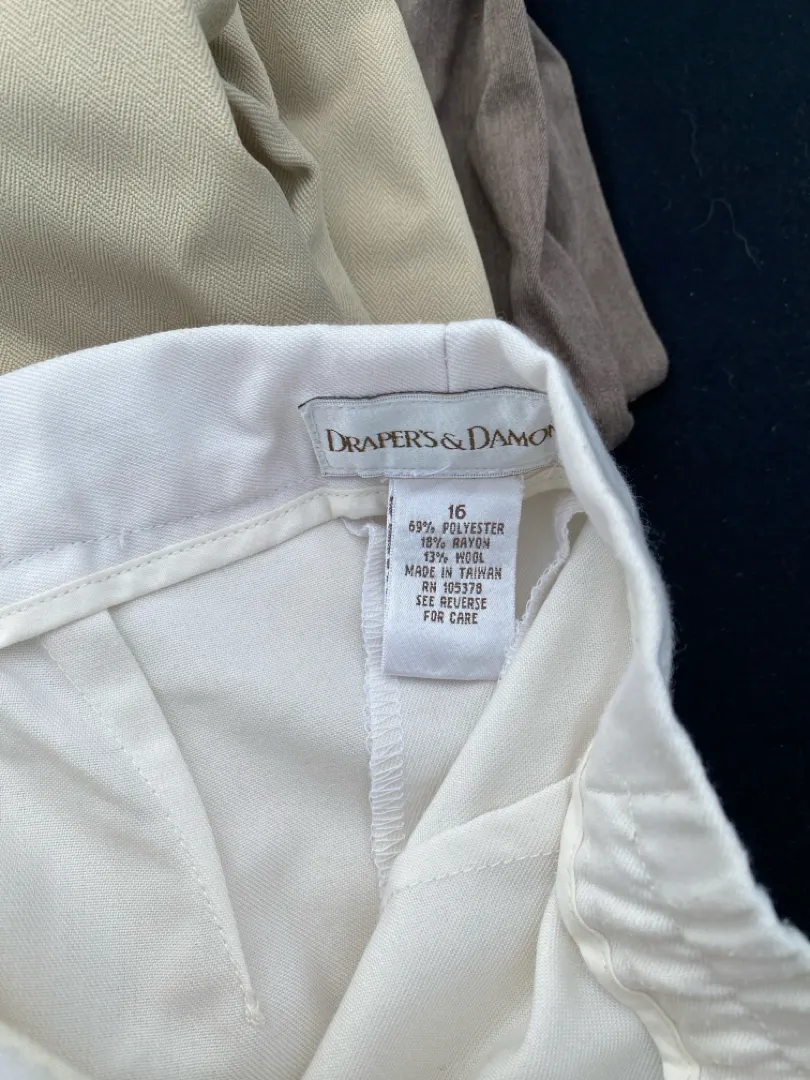 DRAPER'S & DAMON
16
69% POLYESTER
18% RAYON
13% WOOL
MADE IN TAIWAN
RN 105378
SEE REVERSE
FOR CARE